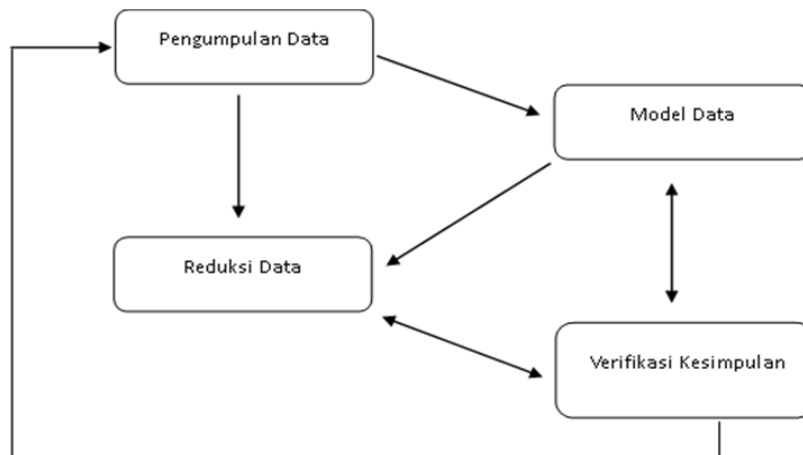 Pengumpulan Data
Model Data
Reduksi Data
Verifikasi Kesimpulan